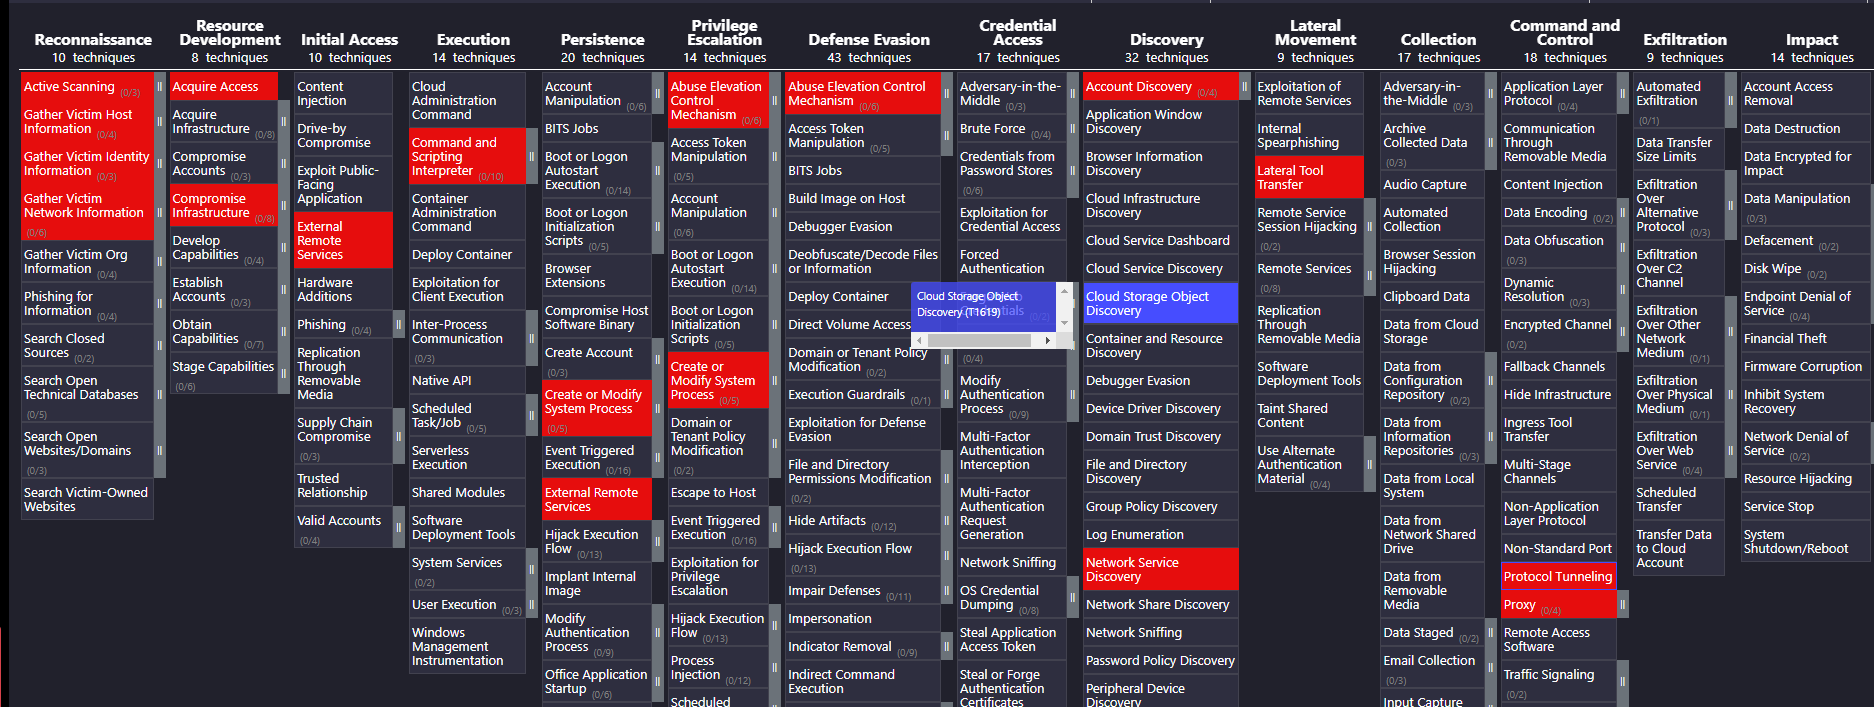 Reconnaissance
10 techniques
Active Scanning (0/3)
Gather Victim Host
Information (0/4)
Gather Victim Identity
Information (0/3)
Gather Victim
Network Information
(0/6)
Gather Victim Org
Information (0/4)
Phishing for
Information (0/4)
Search Closed
Sources (0/2)
Search Open
Technical Databases
(0/5)
Search Open
Websites/Domains
(0/3)
Search Victim-Owned
Websites
Resource
Development
8 techniques
Acquire Access
Acquire
Infrastructure (0/8)
Compromise
Accounts (0/3)
Compromise
Infrastructure (0/8)
Develop
Capabilities (0/4)
Establish
Accounts (0/3)
Obtain
Capabilities (0/7)
Stage Capabilities
(0/6)
Initial Access
10 techniques
Content
Injection
Drive-by
Compromise
Exploit Public-
Facing
Application
External
Remote
Services
Hardware
Additions
Phishing (0/4)
Replication
Through
Removable
Media
Supply Chain
Compromise
(0/3)
Trusted
Relationship
Valid Accounts
(0/4)
Execution
14 techniques
Cloud
Administration
Command
Command and
Scripting
Interpreter (0/10)
Container
Administration
Command
Deploy Container
Exploitation for
Client Execution
Inter-Process
Communication
(0/3)
Native API
Scheduled
Task/Job (0/5)
Serverless
Execution
Shared Modules
Software
Deployment Tools
System Services
(0/2)
User Execution (0/3)
Windows
Management
Instrumentation
Persistence
20 techniques
Account
Manipulation (0/6)
BITS Jobs
Boot or Logon
Autostart
Execution (0/14)
Boot or Logon
Initialization
Scripts (0/5)
Browser
Extensions
Compromise Host
Software Binary
Create Account
(0/3)
Create or Modify
System Process
(0/5)
Event Triggered
Execution (0/16)
External Remote
Services
Hijack Execution
Flow (0/13)
Implant Internal
Image
Modify
Authentication
Process (0/9)
Office Application
Startup (0/6)
Privilege
Escalation
14 techniques
Abuse Elevation
Control
Mechanism (0/6)
Access Token
Manipulation
(0/5)
Account
Manipulation
(0/6)
Boot or Logon
Autostart
Execution (0/14)
Boot or Logon
Initialization
Scripts (0/5)
Create or
Modify System
Process (0/5)
Domain or
Tenant Policy
Modification
(0/2)
Escape to Host
Event Triggered
Execution (0/16)
Exploitation for
Privilege
Escalation
Hijack Execution
Flow (0/13)
Process
Injection (0/12)
Scheduled
Defense Evasion
43 techniques
Abuse Elevation Control
Mechanism (0/6)
Access Token
Manipulation (0/5)
BITS Jobs
Build Image on Host
Debugger Evasion
Deobfuscate/Decode Files
or Information
Deploy Container
Direct Volume Access
Domain or Tenant Policy
Modification (0/2)
Execution Guardrails (0/1)
Exploitation for Defense
Evasion
File and Directory
Permissions Modification
(0/2)
Hide Artifacts (0/12)
Hijack Execution Flow
(0/13)
Impair Defenses (0/11)
Impersonation
Indicator Removal (0/9)
Indirect Command
Execution
Credential
Access
17 techniques
Adversary-in-the-
Middle (0/3)
Brute Force (0/4)
Credentials from
Password Stores
(0/6)
Exploitation for
Credential Access
Forced
Authentication
Cloud Storage Object
Discovery (T1619)
(0/4)
Modify
Authentication
Process (0/9)
Multi-Factor
Authentication
Interception
Multi-Factor
Authentication
Request
Generation
Network Sniffing
OS Credential
Dumping (0/8)
Steal Application
Access Token
Steal or Forge
Authentication
Certificates
Discovery
32 techniques
Account Discovery (0/4)
Application Window
Discovery
Browser Information
Discovery
Cloud Infrastructure
Discovery
Cloud Service Dashboard
Cloud Service Discovery
Cloud Storage Object
Discovery
Container and Resource
Discovery
Debugger Evasion
Device Driver Discovery
Domain Trust Discovery
File and Directory
Discovery
Group Policy Discovery
Log Enumeration
Network Service
Discovery
Network Share Discovery
Network Sniffing
Password Policy Discovery
Peripheral Device
Discovery
Lateral
Movement
9 techniques
Exploitation of
Remote Services
Internal
Spearphishing
Lateral Tool
Transfer
Remote Service
Session Hijacking
(0/2)
Remote Services
(0/8)
Replication
Through
Removable Media
Software
Deployment Tools
Taint Shared
Content
Use Alternate
Authentication
Material (0/4)
Collection
17 techniques
Adversary-in-
the-Middle (0/3)
Archive
Collected Data
(0/3)
Audio Capture
Automated
Collection
Browser Session
Hijacking
Clipboard Data
Data from Cloud
Storage
Data from
Configuration
Repository (0/2)
Data from
Information
Repositories (0/3)
Data from Local
System
Data from
Network Shared
Drive
Data from
Removable
Media
Data Staged (0/2)
Email Collection
(0/3)
Input Capture
Command and
Control
18 techniques
Application Layer
Protocol (0/4)
Communication
Through
Removable Media
Content Injection
Data Encoding (0/2)
Data Obfuscation
(0/3)
Dynamic
Resolution (0/3)
Encrypted Channel
(0/2)
Fallback Channels
Hide Infrastructure
Ingress Tool
Transfer
Multi-Stage
Channels
Non-Application
Layer Protocol
Non-Standard Port
Protocol Tunneling
Proxy (0/4)
Remote Access
Software
Traffic Signaling
(0/2)
Exfiltration
9 techniques
Automated
Exfiltration
(0/1)
Data Transfer
Size Limits
Exfiltration
Over
Alternative
Protocol (0/3)
Exfiltration
Over C2
Channel
Exfiltration
Over Other
Network
Medium (0/1)
Exfiltration
Over Physical
Medium (0/1)
Exfiltration
Over Web
Service (0/4)
Scheduled
Transfer
Transfer Data
to Cloud
Account
Impact
14 techniques
Account Access
Removal
Data Destruction
Data Encrypted for
Impact
Data Manipulation
(0/3)
Defacement (0/2)
Disk Wipe (0/2)
Endpoint Denial of
Service (0/4)
Financial Theft
Firmware Corruption
Inhibit System
Recovery
Network Denial of
Service (0/2)
Resource Hijacking
Service Stop
System
Shutdown/Reboot